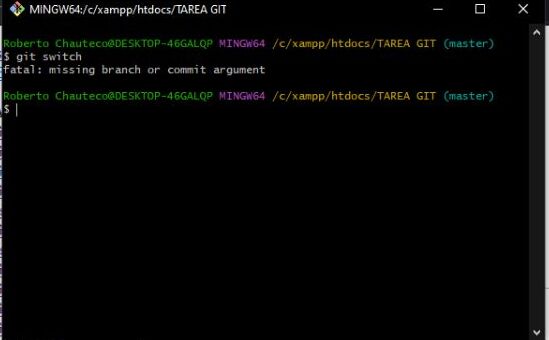 MINGW64:/c/xampp/htdocs/TAREA GIT
Roberto Chauteco@DESKTOP-46GALQP MINGW64 /c/xampp/htdocs/TAREA GIT (master)
$ git switch
fatal: missing branch or commit argument
Roberto Chauteco@DESKTOP-46GALQP MINGW64 /c/xampp/htdocs/TAREA GIT (master)
$